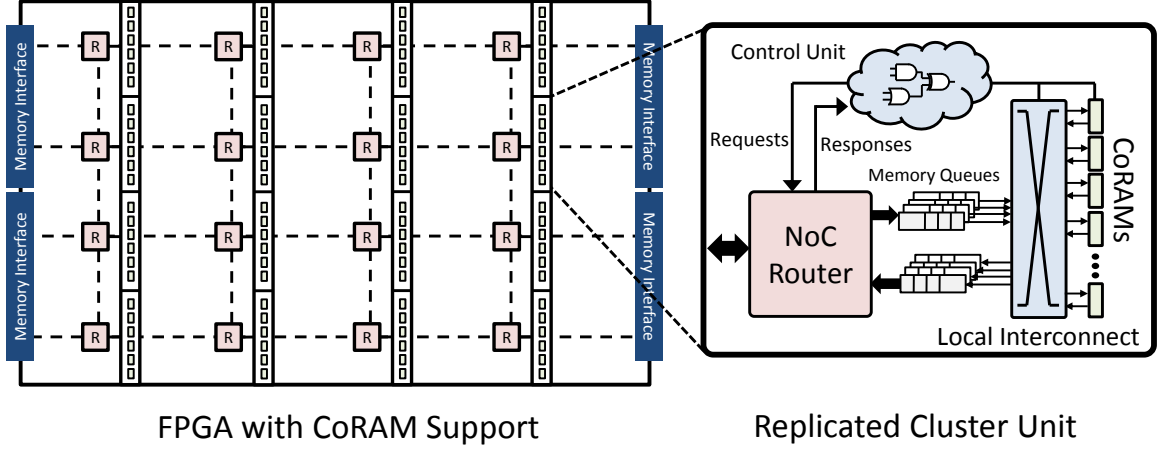 Memory Interface
Memory Interface
R R R R
R R R R
R R R R
R R R R
Memory Interface
Memory Interface
FPGA with CoRAM Support
Control Unit
Requests
Responses
Memory Queues
NoC
Router
CoRAMs
Local Interconnect
Replicated Cluster Unit